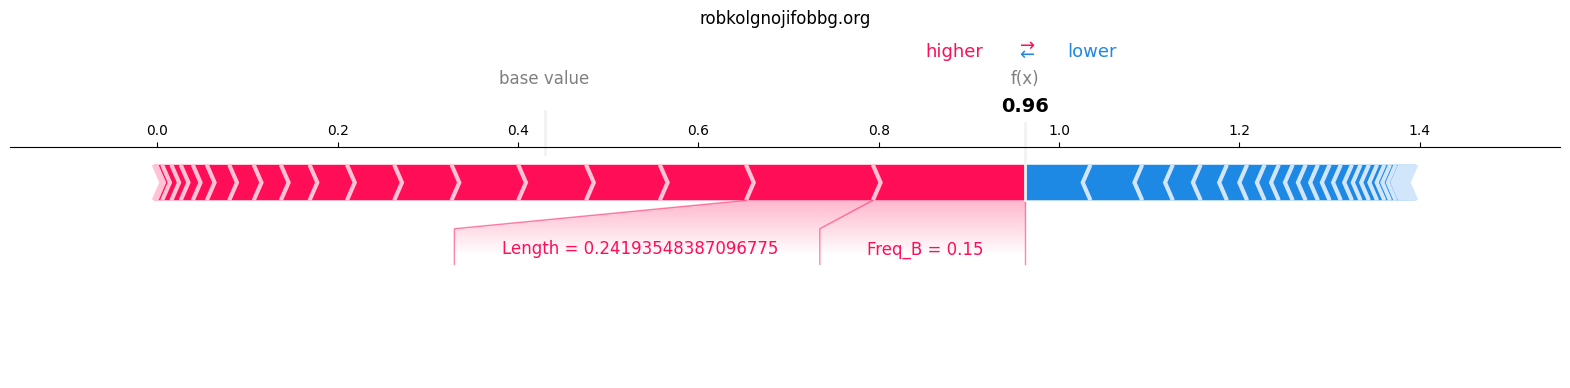 robkolgnojifobbg.org
higher ⇄ lower
base value f(x)
0.96
0.0 0.2 0.4 0.6 0.8 1.0 1.2 1.4
Length = 0.24193548387096775 Freq_B = 0.15